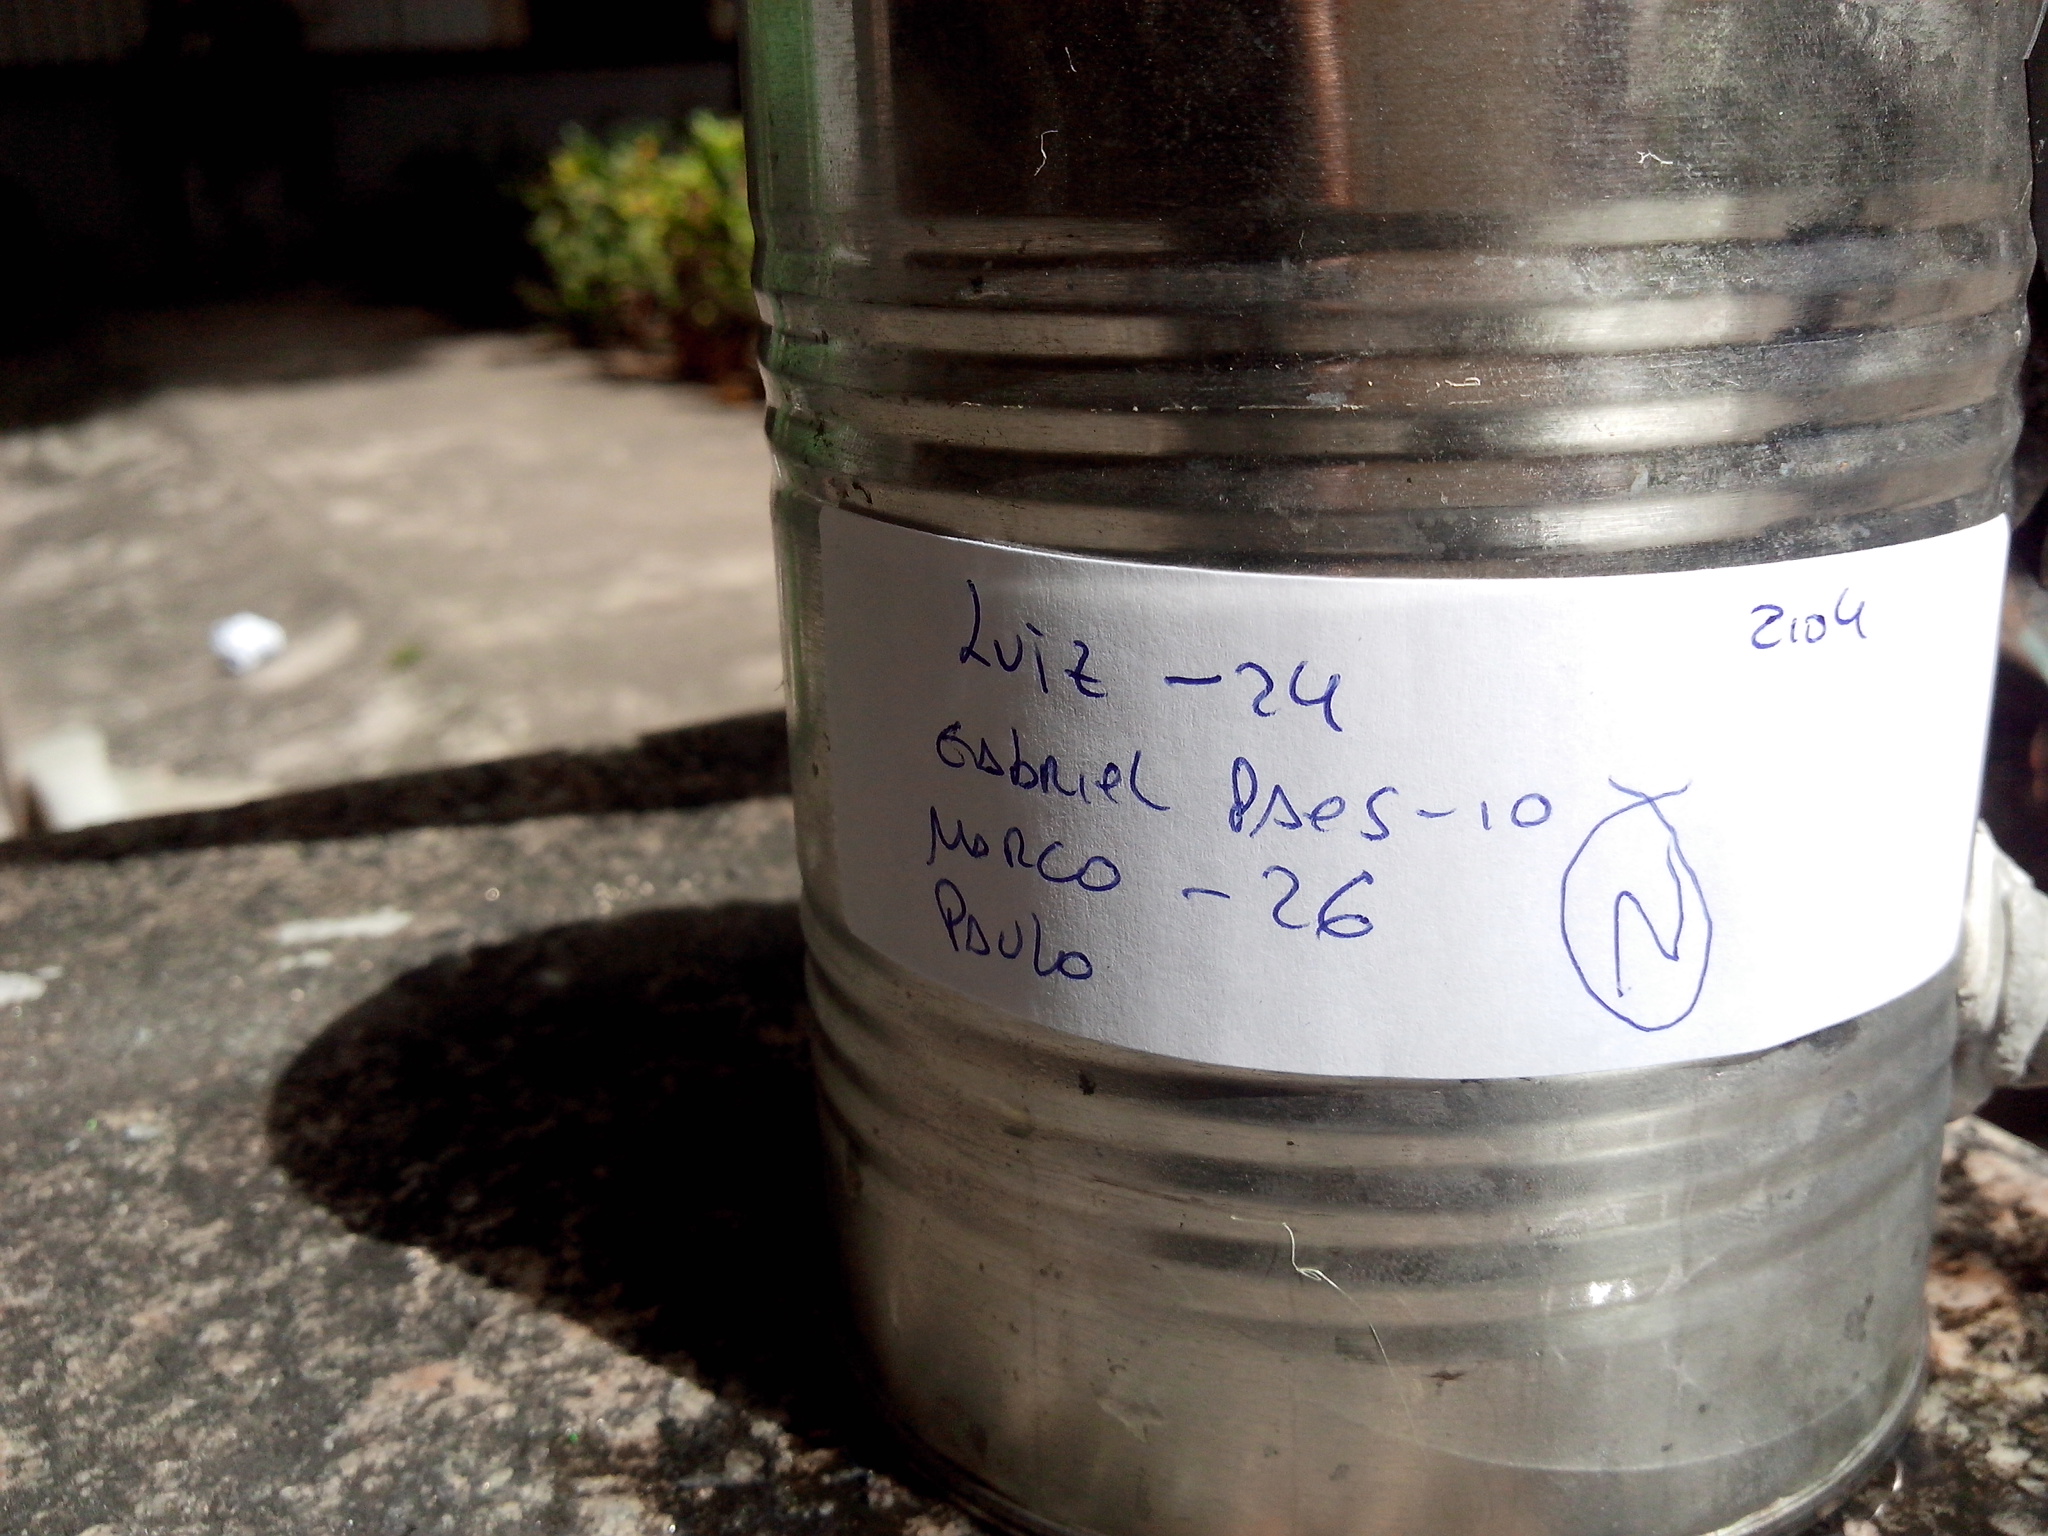 2104
Luiz - 24
Gabriel Paes - 10
Marco - 26
Paulo
N